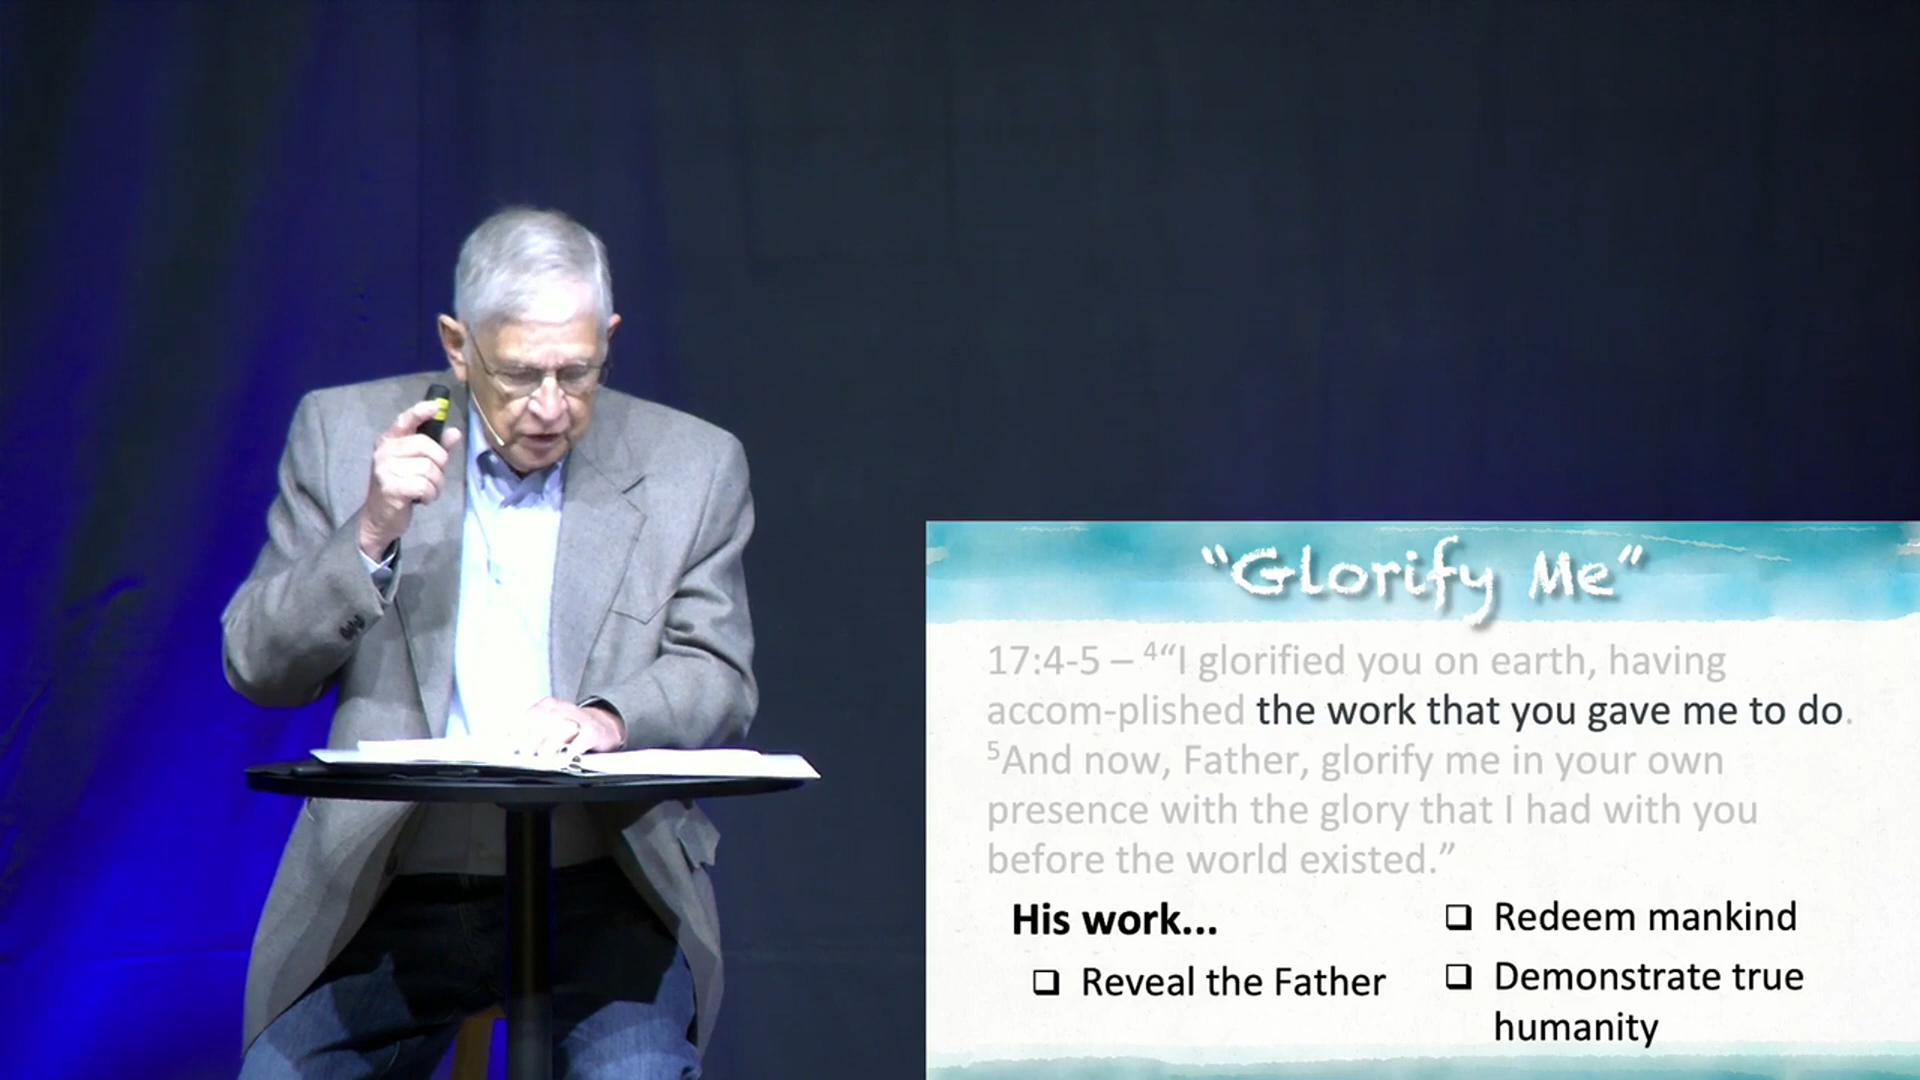 “Glorify Me”
17:4-5 – ⁴“I glorified you on earth, having
accom-plished the work that you gave me to do.
⁵And now, Father, glorify me in your own
presence with the glory that I had with you
before the world existed.”
His work...
❑ Reveal the Father
❑ Redeem mankind
❑ Demonstrate true
humanity